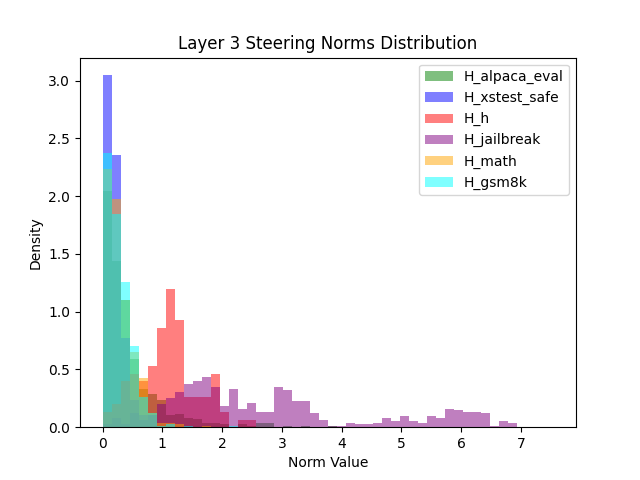 Layer 3 Steering Norms Distribution
H_alpaca_eval
H_xstest_safe
H_h
H_jailbreak
H_math
H_gsm8k
3.0
2.5
2.0
1.5
1.0
0.5
0.0
Density
0 1 2 3 4 5 6 7
Norm Value